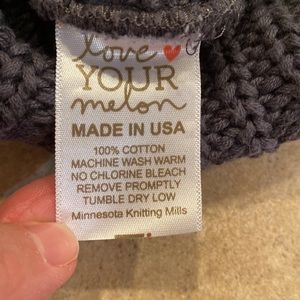 love
YOUR
melon
MADE IN USA
100% COTTON
MACHINE WASH WARM
NO CHLORINE BLEACH
REMOVE PROMPTLY
TUMBLE DRY LOW
Minnesota Knitting Mills